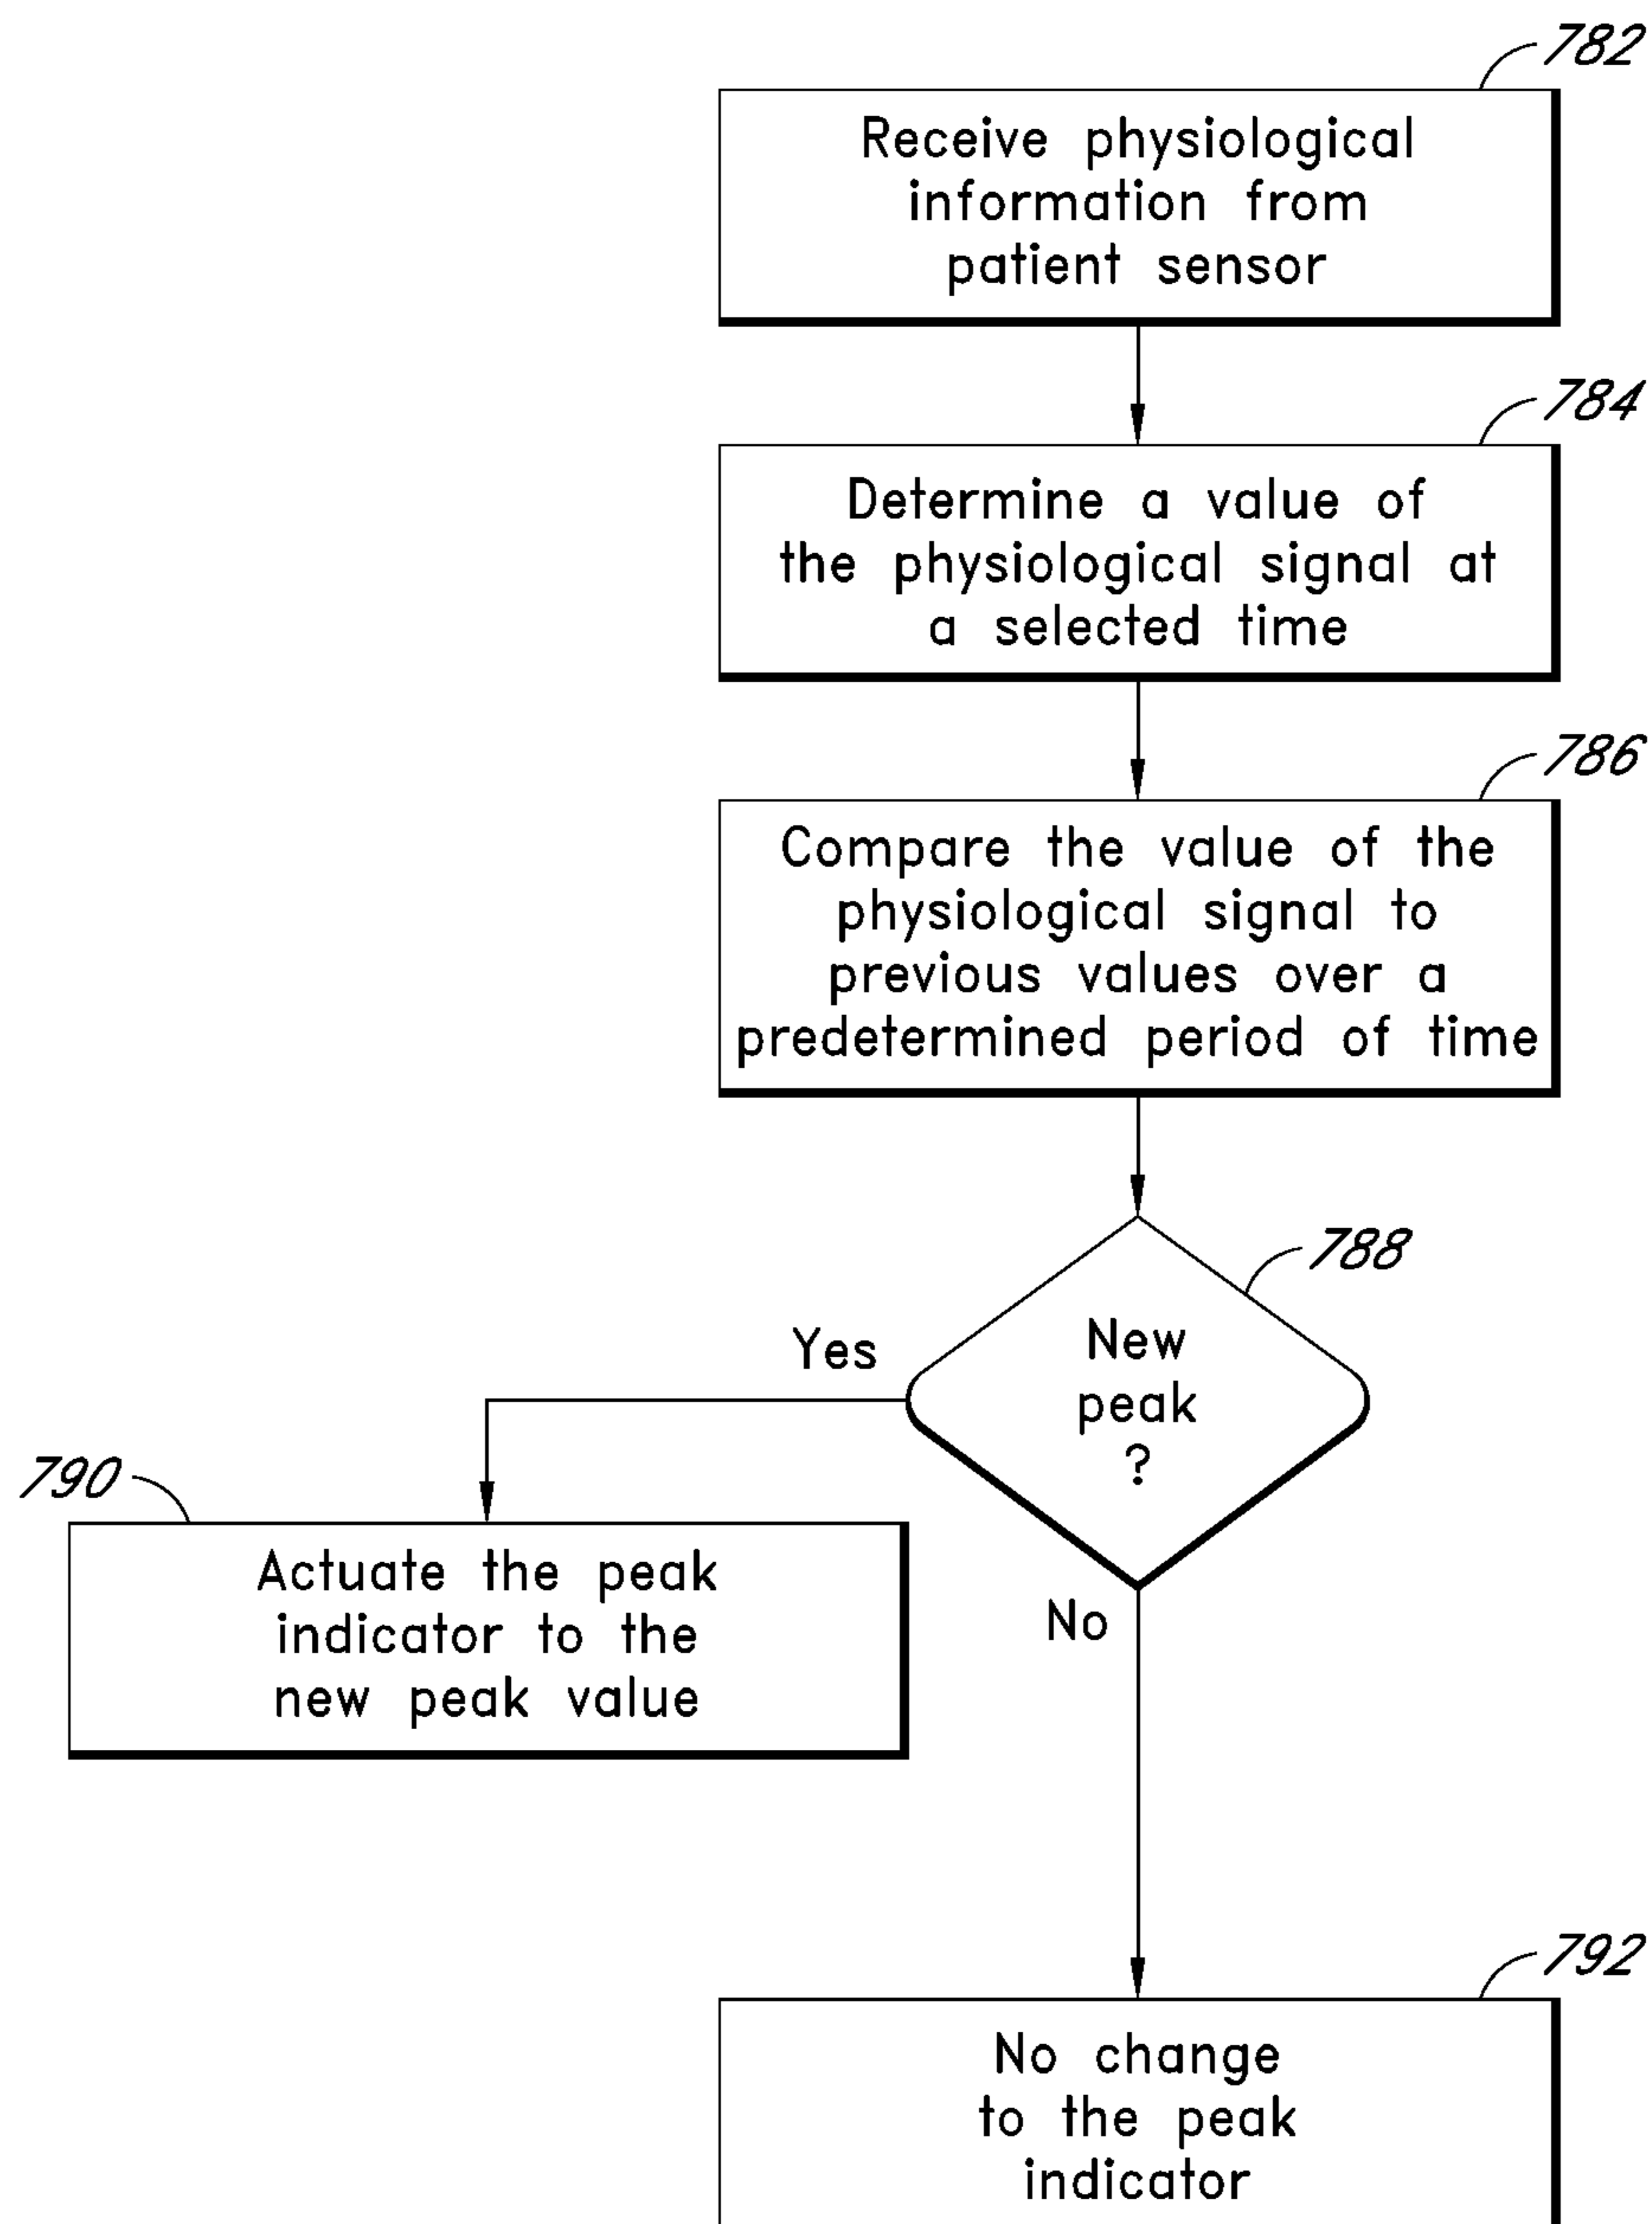 782
Receive physiological
information from
patient sensor
784
Determine a value of
the physiological signal at
a selected time
786
Compare the value of the
physiological signal to
previous values over a
predetermined period of time
788
New
peak
?
Yes
790
Actuate the peak
indicator to the
new peak value
No
792
No change
to the peak
indicator